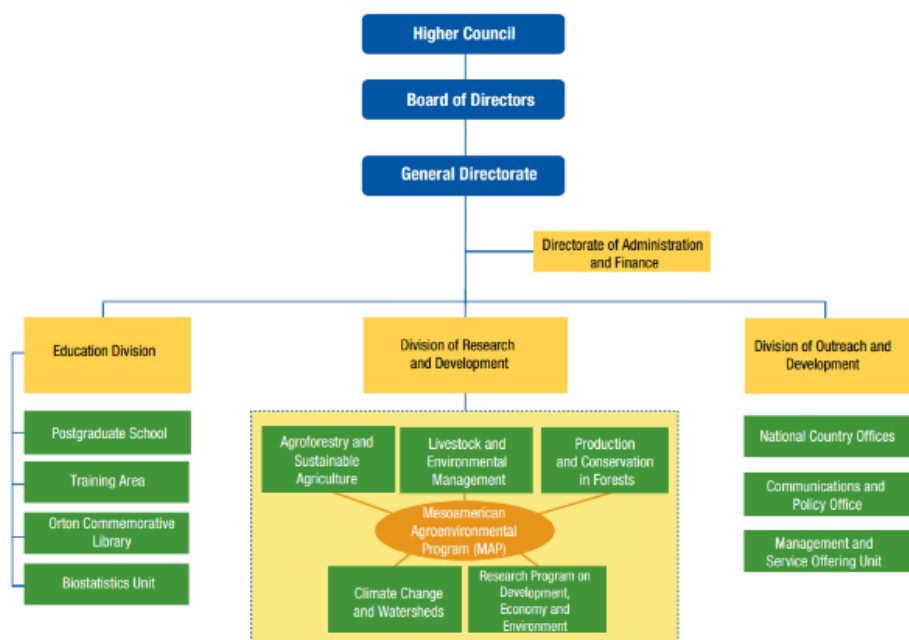 Higher Council
Board of Directors
General Directorate
Directorate of Administration
and Finance
Education Division
Division of Research
and Development
Division of Outreach and
Development
Postgraduate School
Training Area
Orton Commemorative
Library
Biostatistics Unit
Agroforestry and
Sustainable
Agriculture
Livestock and
Environmental
Management
Production
and Conservation
in Forests
Mesoamerican
Agroenvironmental
Program (MAP)
Climate Change
and Watersheds
Research Program on
Development,
Economy and
Environment
National Country Offices
Communications and
Policy Office
Management and
Service Offering Unit